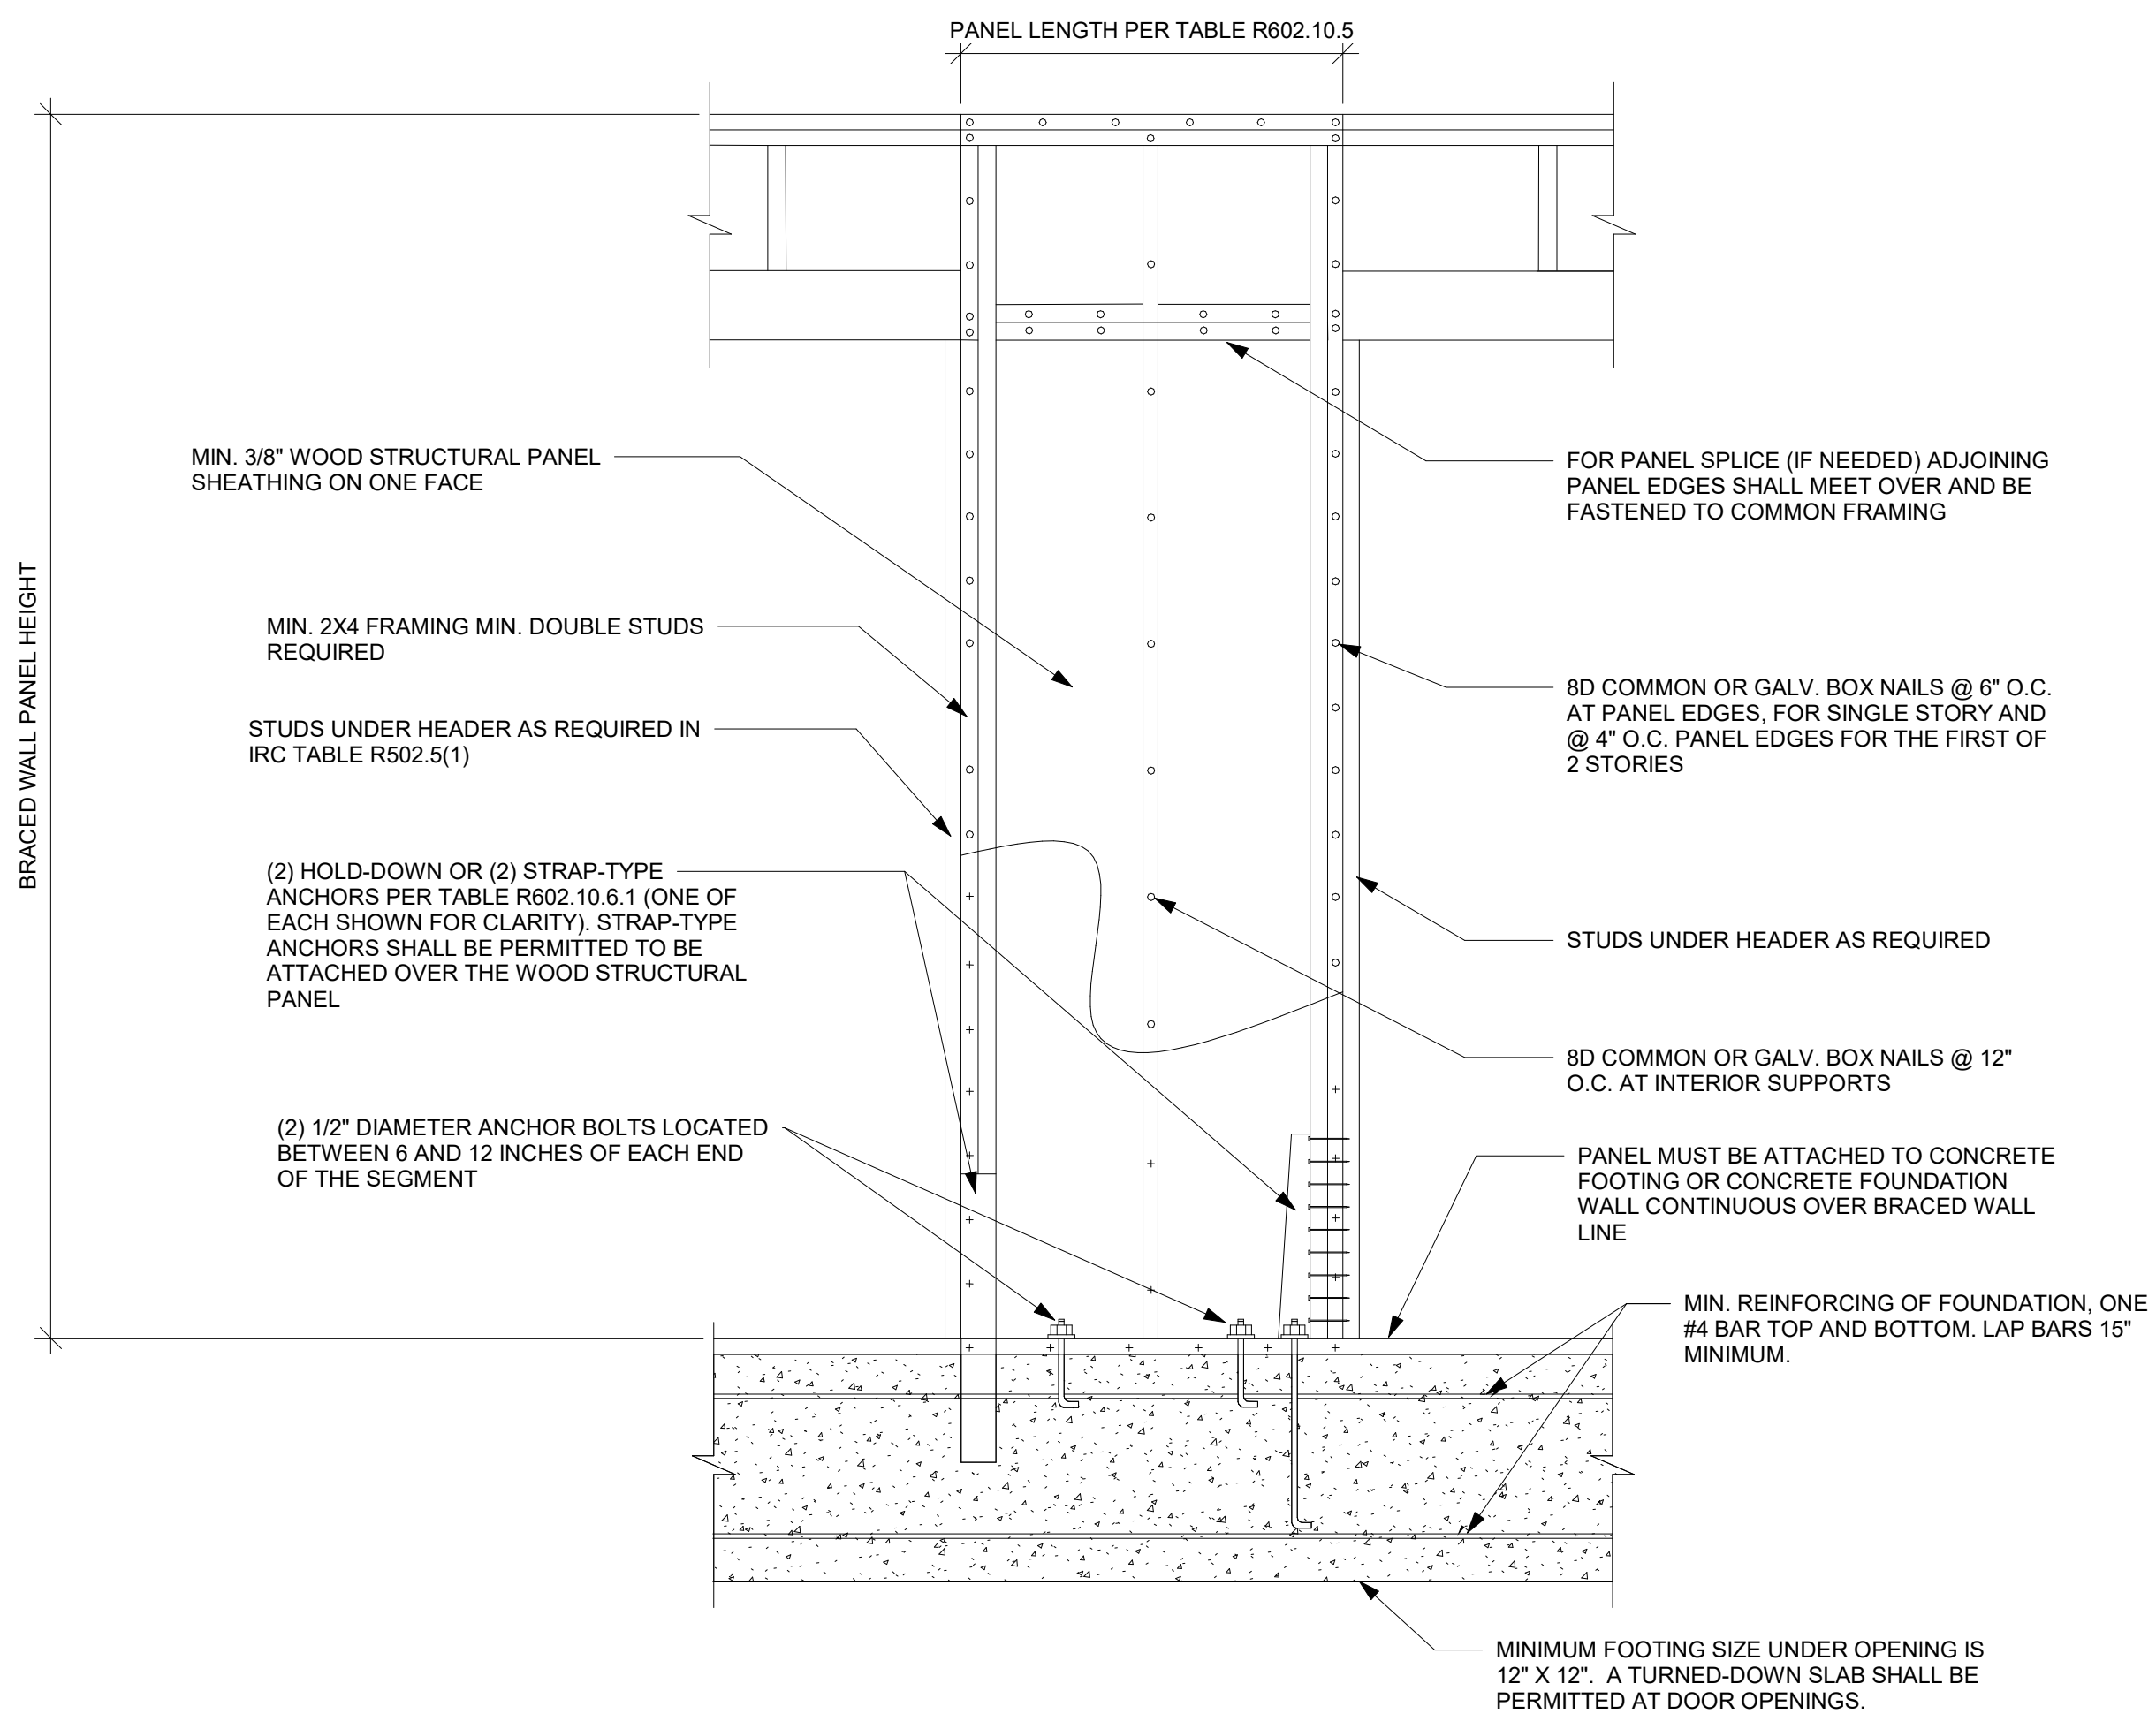 PANEL LENGTH PER TABLE R602.10.5
BRACED WALL PANEL HEIGHT
MIN. 3/8" WOOD STRUCTURAL PANEL
SHEATHING ON ONE FACE
MIN. 2X4 FRAMING MIN. DOUBLE STUDS
REQUIRED
STUDS UNDER HEADER AS REQUIRED IN
IRC TABLE R502.5(1)
(2) HOLD-DOWN OR (2) STRAP-TYPE
ANCHORS PER TABLE R602.10.6.1 (ONE OF
EACH SHOWN FOR CLARITY). STRAP-TYPE
ANCHORS SHALL BE PERMITTED TO BE
ATTACHED OVER THE WOOD STRUCTURAL
PANEL
(2) 1/2" DIAMETER ANCHOR BOLTS LOCATED
BETWEEN 6 AND 12 INCHES OF EACH END
OF THE SEGMENT
FOR PANEL SPLICE (IF NEEDED) ADJOINING
PANEL EDGES SHALL MEET OVER AND BE
FASTENED TO COMMON FRAMING
8D COMMON OR GALV. BOX NAILS @ 6" O.C.
AT PANEL EDGES, FOR SINGLE STORY AND
@ 4" O.C. PANEL EDGES FOR THE FIRST OF
2 STORIES
STUDS UNDER HEADER AS REQUIRED
8D COMMON OR GALV. BOX NAILS @ 12"
O.C. AT INTERIOR SUPPORTS
PANEL MUST BE ATTACHED TO CONCRETE
FOOTING OR CONCRETE FOUNDATION
WALL CONTINUOUS OVER BRACED WALL
LINE
MIN. REINFORCING OF FOUNDATION, ONE
#4 BAR TOP AND BOTTOM. LAP BARS 15"
MINIMUM.
MINIMUM FOOTING SIZE UNDER OPENING IS
12" X 12".  A TURNED-DOWN SLAB SHALL BE
PERMITTED AT DOOR OPENINGS.